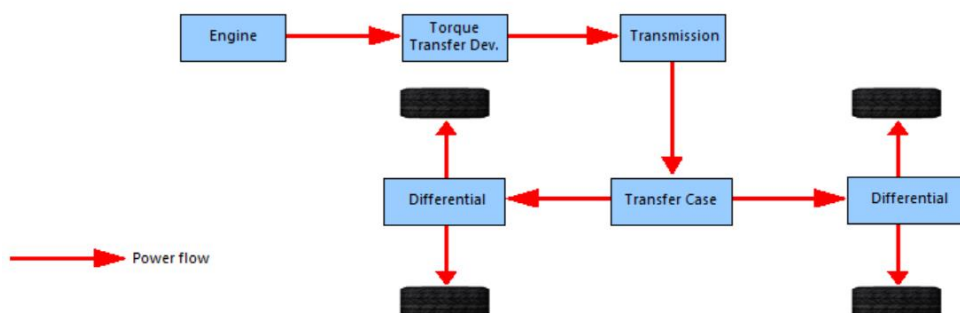 Engine
Torque
Transfer Dev.
Transmission
Differential
Transfer Case
Differential
Power flow